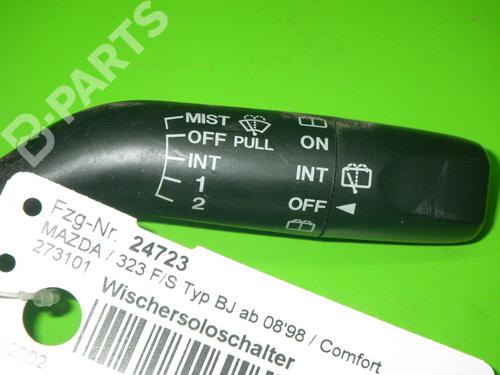 D-PARTS
MIST
OFF PULL
INT
1
2
ON
INT
OFF
Fzg-Nr. 24723
MAZDA / 323 F/S Typ BJ ab 08'98 / Comfort
273101
Wischersoloschalter
2002